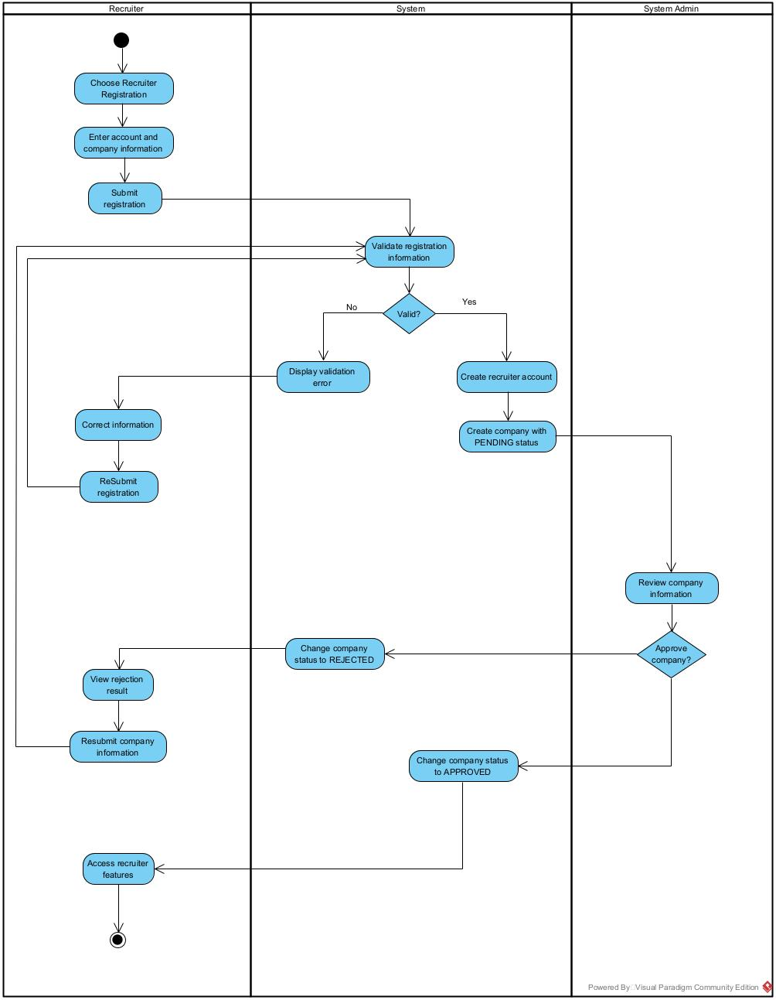 Recruiter
System
System Admin
Choose Recruiter
Registration
Enter account and
company information
Submit
registration
Validate registration
information
Valid?
No
Yes
Display validation
error
Create recruiter account
Correct information
Create company with
PENDING status
ReSubmit
registration
Review company
information
Approve
company?
Change company
status to REJECTED
View rejection
result
Resubmit company
information
Change company status
to APPROVED
Access recruiter
features
Powered By Visual Paradigm Community Edition